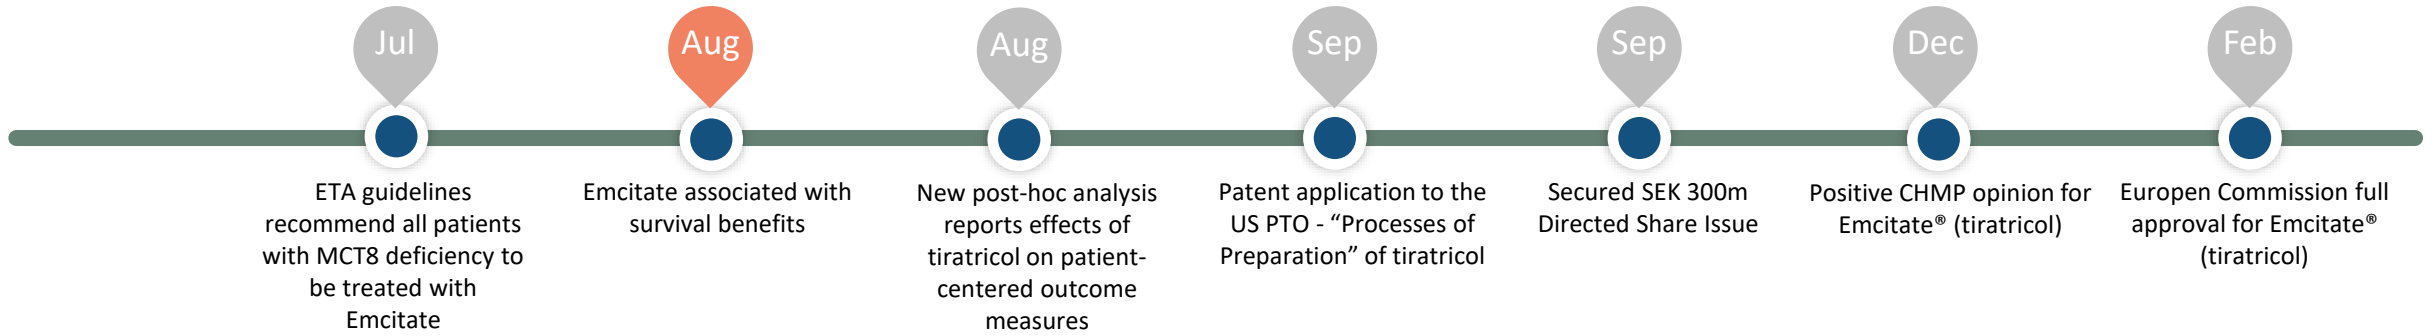 Jul
ETA guidelines
recommend all patients
with MCT8 deficiency to
be treated with
Emcitate
Aug
Emcitate associated with
survival benefits
Aug
New post-hoc analysis
reports effects of
tiratricol on patient-
centered outcome
measures
Sep
Patent application to the
US PTO - “Processes of
Preparation” of tiratricol
Sep
Secured SEK 300m
Directed Share Issue
Dec
Positive CHMP opinion for
Emcitate® (tiratricol)
Feb
Europen Commission full
approval for Emcitate®
(tiratricol)